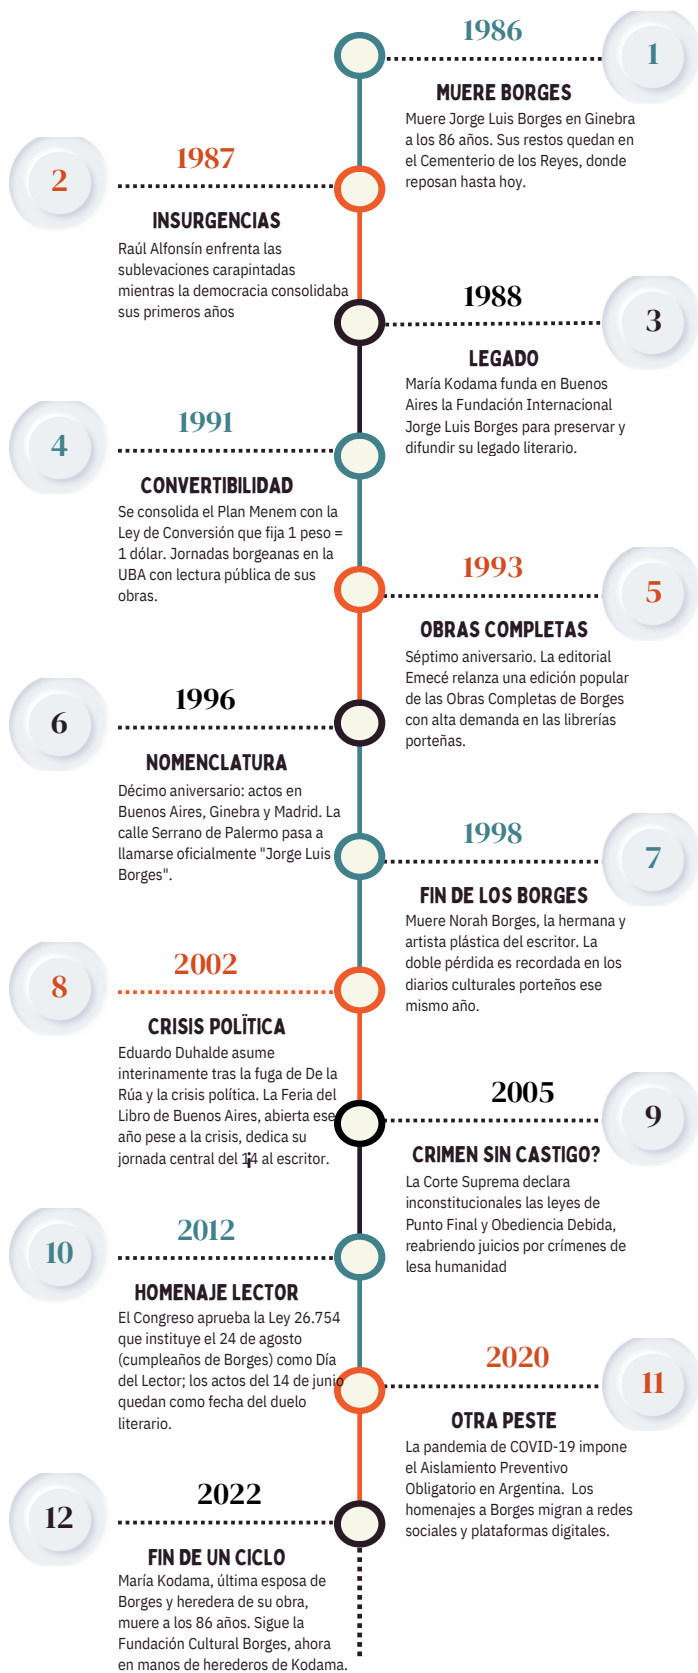 1986
1
MUERE BORGES
Muere Jorge Luis Borges en Ginebra
a los 86 años. Sus restos quedan en
el Cementerio de los Reyes, donde
reposan hasta hoy.
1987
2
INSURGENCIAS
Raúl Alfonsín enfrenta las
sublevaciones carapintadas
mientras la democracia consolidaba
sus primeros años
1988
3
LEGADO
María Kodama funda en Buenos
Aires la Fundación Internacional
Jorge Luis Borges para preservar y
difundir su legado literario.
1991
4
CONVERTIBILIDAD
Se consolida el Plan Menem con la
Ley de Conversión que fija 1 peso =
1 dólar. Jornadas borgeanas en la
UBA con lectura pública de sus
obras.
1993
5
OBRAS COMPLETAS
Séptimo aniversario. La editorial
Emecé relanza una edición popular
de las Obras Completas de Borges
con alta demanda en las librerías
porteñas.
1996
6
NOMENCLATURA
Décimo aniversario: actos en
Buenos Aires, Ginebra y Madrid. La
calle Serrano de Palermo pasa a
llamarse oficialmente "Jorge Luis
Borges".
1998
7
FIN DE LOS BORGES
Muere Norah Borges, la hermana y
artista plástica del escritor. La
doble pérdida es recordada en los
diarios culturales porteños ese
mismo año.
2002
8
CRISIS POLÏTICA
Eduardo Duhalde asume
interinamente tras la fuga de De la
Rúa y la crisis política. La Feria del
Libro de Buenos Aires, abierta ese
año pese a la crisis, dedica su
jornada central del 14 al escritor.
¡
2005
9
CRIMEN SIN CASTIGO?
La Corte Suprema declara
inconstitucionales las leyes de
Punto Final y Obediencia Debida,
reabriendo juicios por crímenes de
lesa humanidad
2012
10
HOMENAJE LECTOR
El Congreso aprueba la Ley 26.754
que instituye el 24 de agosto
(cumpleaños de Borges) como Día
del Lector; los actos del 14 de junio
quedan como fecha del duelo
literario.
2020
11
OTRA PESTE
La pandemia de COVID-19 impone
el Aislamiento Preventivo
Obligatorio en Argentina. Los
homenajes a Borges migran a redes
sociales y plataformas digitales.
2022
12
FIN DE UN CICLO
María Kodama, última esposa de
Borges y heredera de su obra,
muere a los 86 años. Sigue la
Fundación Cultural Borges, ahora
en manos de herederos de Kodama.